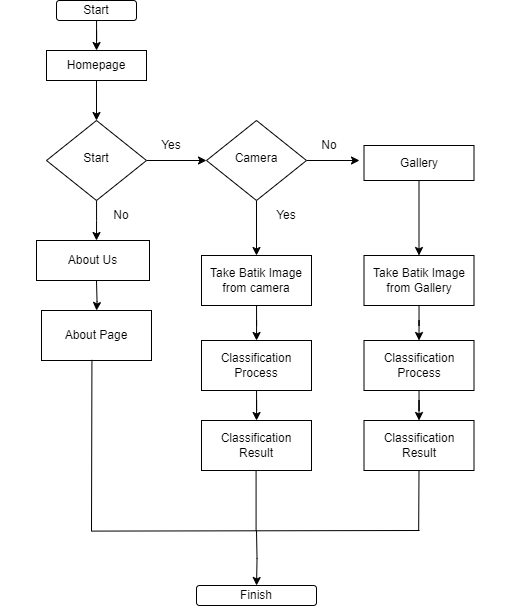 Start
Homepage
Start
Yes
Camera
No
Gallery
No
Yes
About Us
Take Batik Image
from camera
Take Batik Image
from Gallery
About Page
Classification
Process
Classification
Process
Classification
Result
Classification
Result
Finish